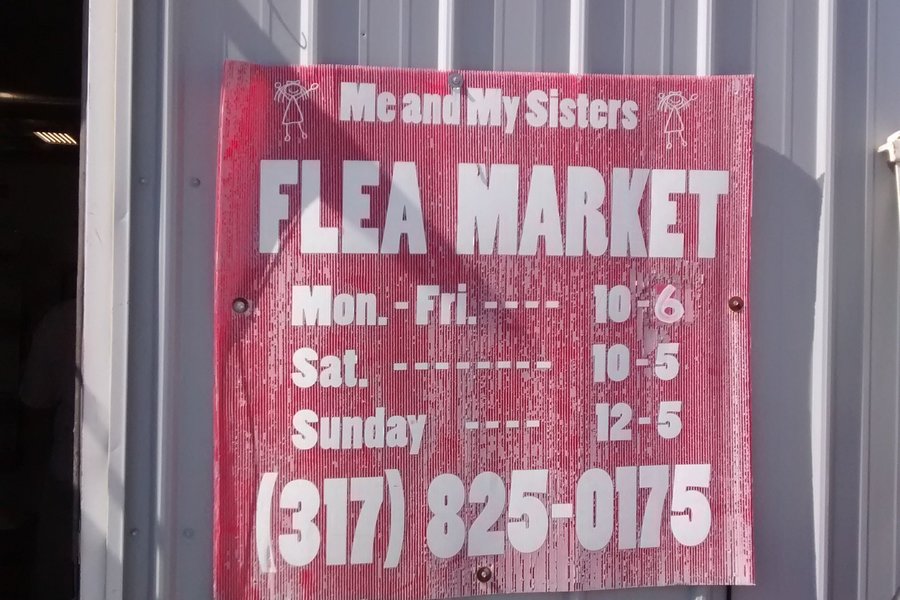 Me and My Sisters
FLEA MARKET
Mon.-Fri.---- 10-6
Sat. -------- 10-5
Sunday ---- 12-5
(317) 825-0175